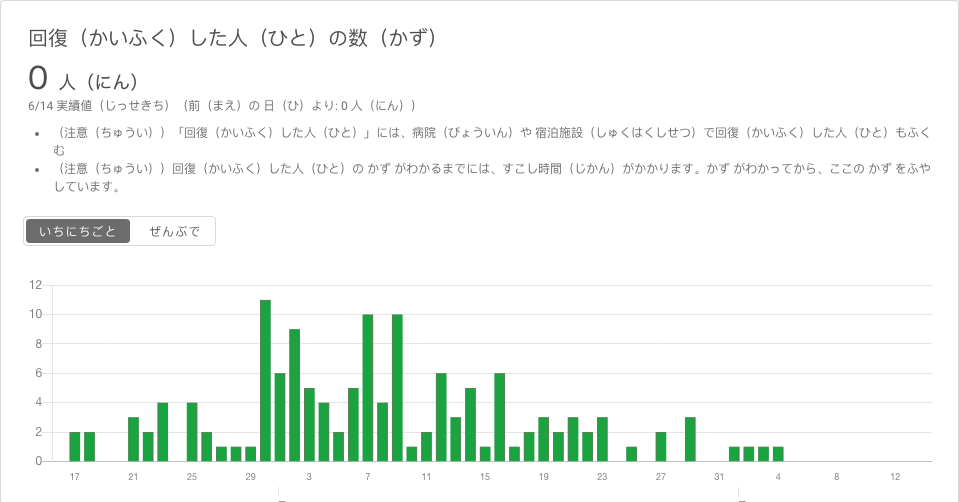 回復（かいふく）した人（ひと）の数（かず）
0 人（にん）
6/14 実績値（じっせきち）（前（まえ）の 日（ひ）より: 0 人（にん））
（注意（ちゅうい））「回復（かいふく）した人（ひと）」には、病院（びょういん）や 宿泊施設（しゅくはくしせつ）で回復（かいふく）した人（ひと）もふく
む
（注意（ちゅうい））回復（かいふく）した人（ひと）の かず がわかるまでには、すこし時間（じかん）がかかります。かず がわかってから、ここの かず をふや
しています。
いちにちごと ぜんぶで
12
10
8
6
4
2
0
17 21 25 29 3 7 11 15 19 23 27 31 4 8 12